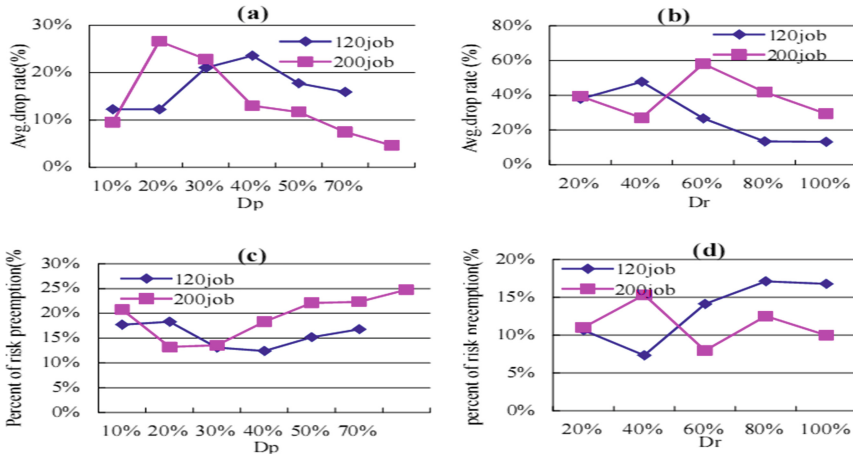 (a)
30%
20%
10%
0%
Avg.drop rate(%)
120job
200job
10% 20% 30% 40% 50% 70%
Dp
(b)
80%
60%
40%
20%
0%
Avg.drop rate (%)
120job
200job
20% 40% 60% 80% 100%
Dr
(c)
30%
25%
20%
15%
10%
5%
0%
Percent of risk preemption(%
120job
200job
10% 20% 30% 40% 50% 70%
Dp
(d)
20%
15%
10%
5%
0%
percent of risk preemption(%
120job
200job
20% 40% 60% 80% 100%
Dr